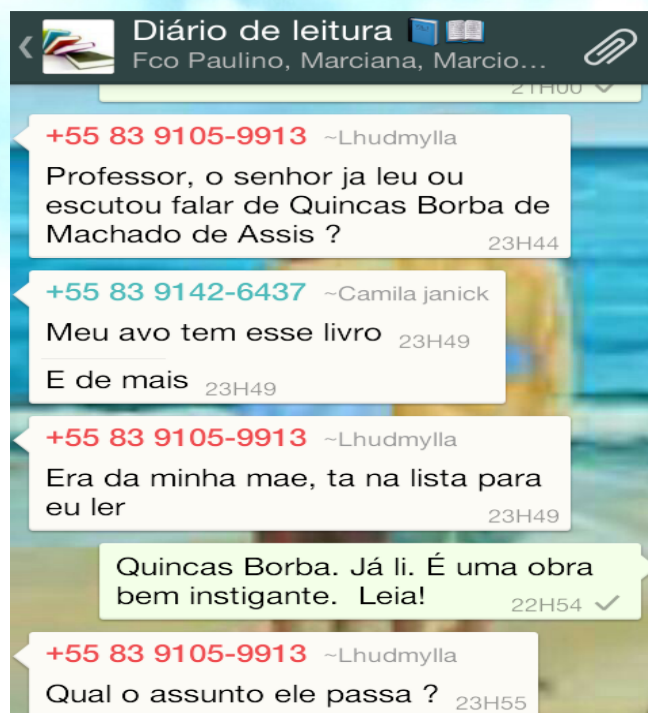 Diário de leitura 📘📖
Fco Paulino, Marciana, Marcio...
21H00
+55 83 9105-9913 ~Lhudmylla
Professor, o senhor ja leu ou
escutou falar de Quincas Borba de
Machado de Assis ?
23H44
+55 83 9142-6437 ~Camila janick
Meu avo tem esse livro 23H49
E de mais 23H49
+55 83 9105-9913 ~Lhudmylla
Era da minha mae, ta na lista para
eu ler 23H49
Quincas Borba. Já li. É uma obra
bem instigante. Leia! 22H54
+55 83 9105-9913 ~Lhudmylla
Qual o assunto ele passa ? 23H55